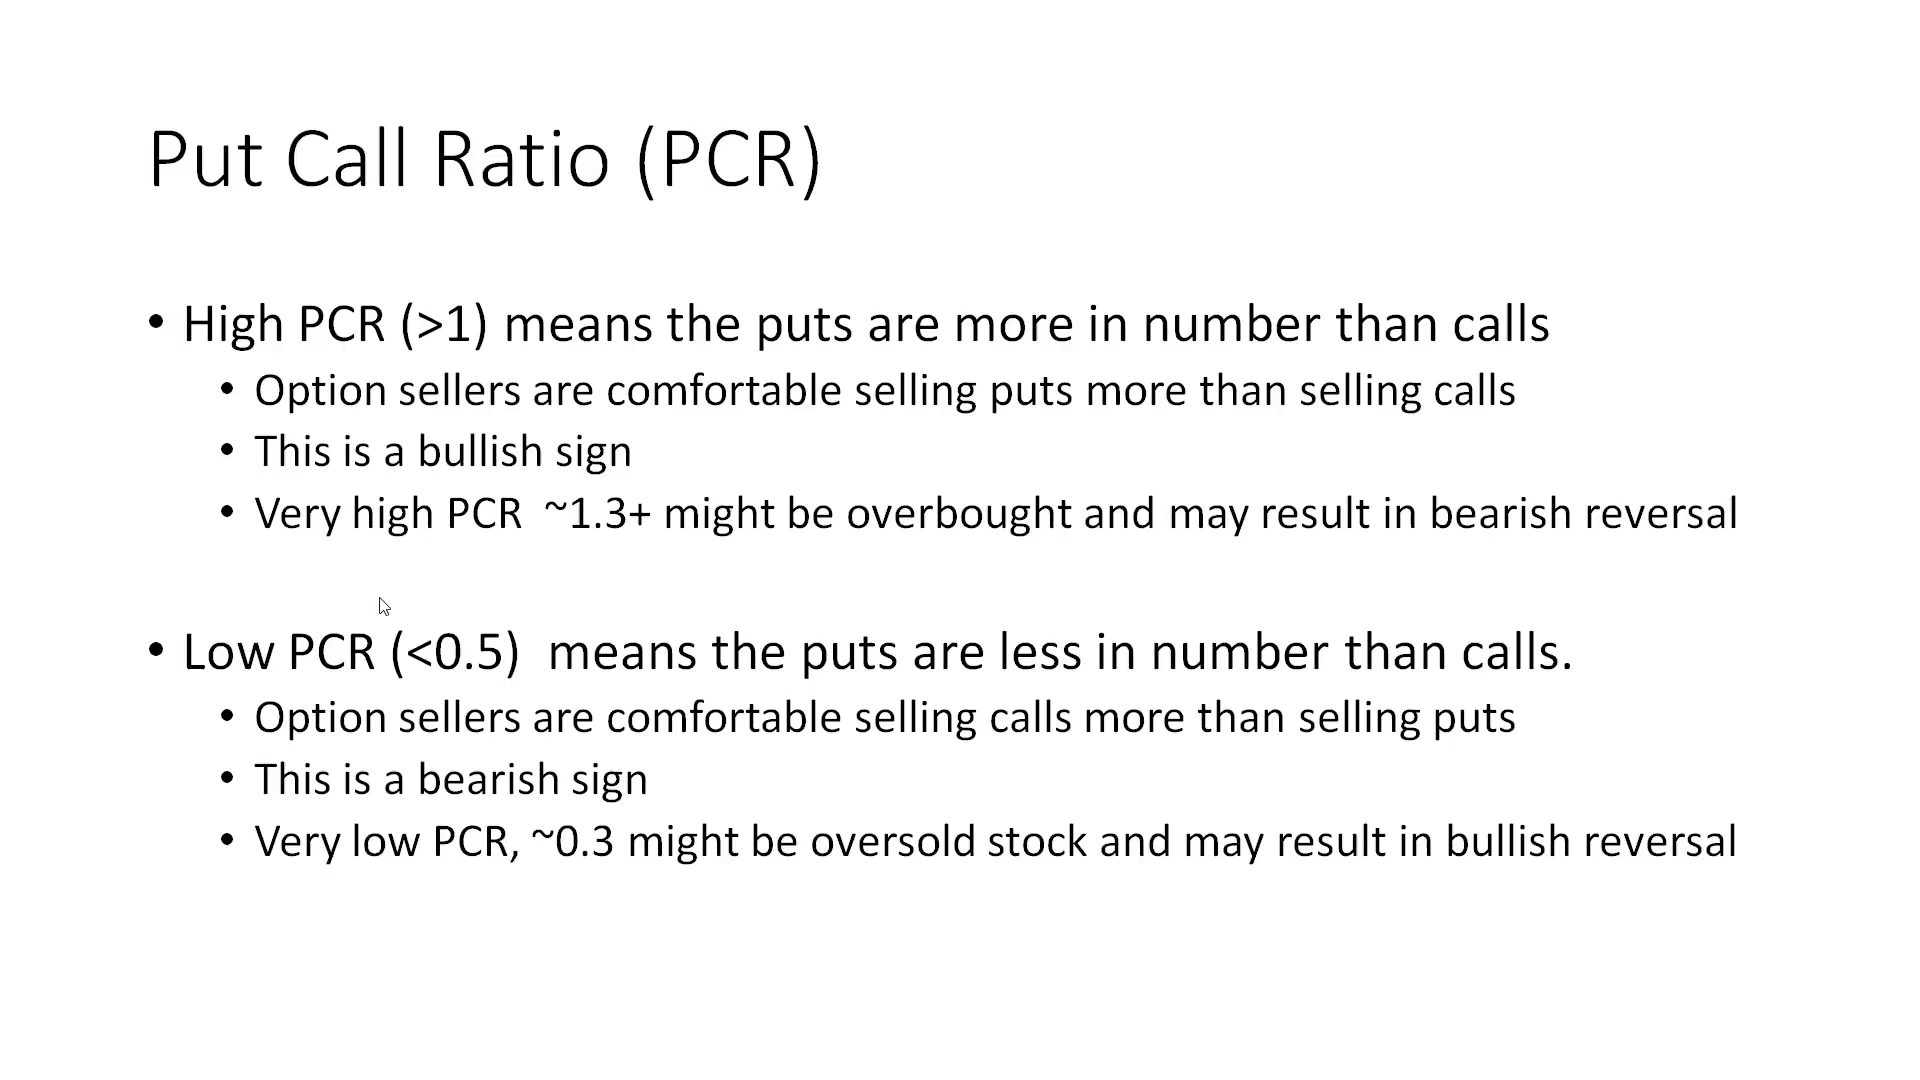 Put Call Ratio (PCR)
• High PCR (>1) means the puts are more in number than calls
• Option sellers are comfortable selling puts more than selling calls
• This is a bullish sign
• Very high PCR  ~1.3+ might be overbought and may result in bearish reversal
• Low PCR (<0.5)  means the puts are less in number than calls.
• Option sellers are comfortable selling calls more than selling puts
• This is a bearish sign
• Very low PCR, ~0.3 might be oversold stock and may result in bullish reversal